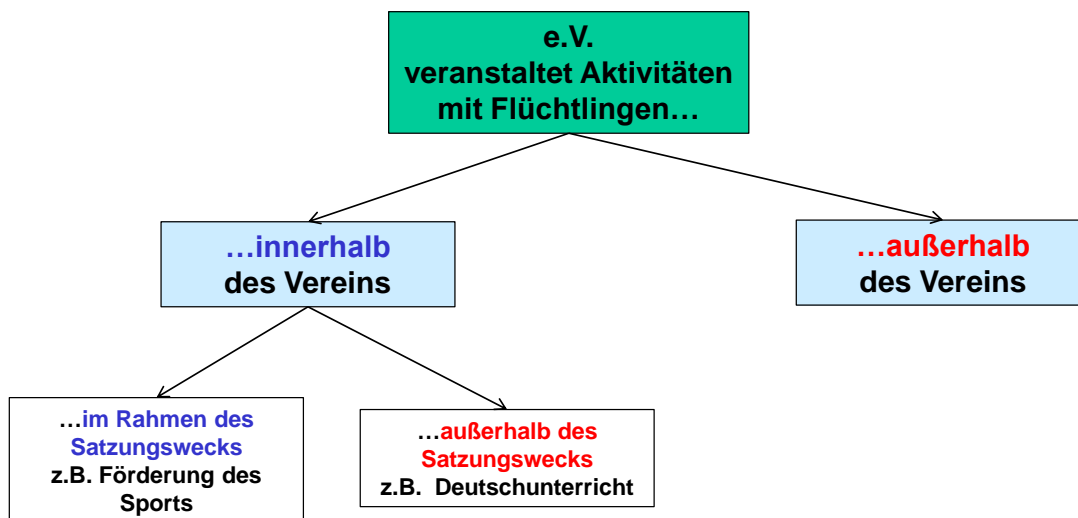 e.V.
veranstaltet Aktivitäten
mit Flüchtlingen…
…innerhalb
des Vereins
…außerhalb
des Vereins
…im Rahmen des
Satzungswecks
z.B. Förderung des
Sports
…außerhalb des
Satzungswecks
z.B. Deutschunterricht